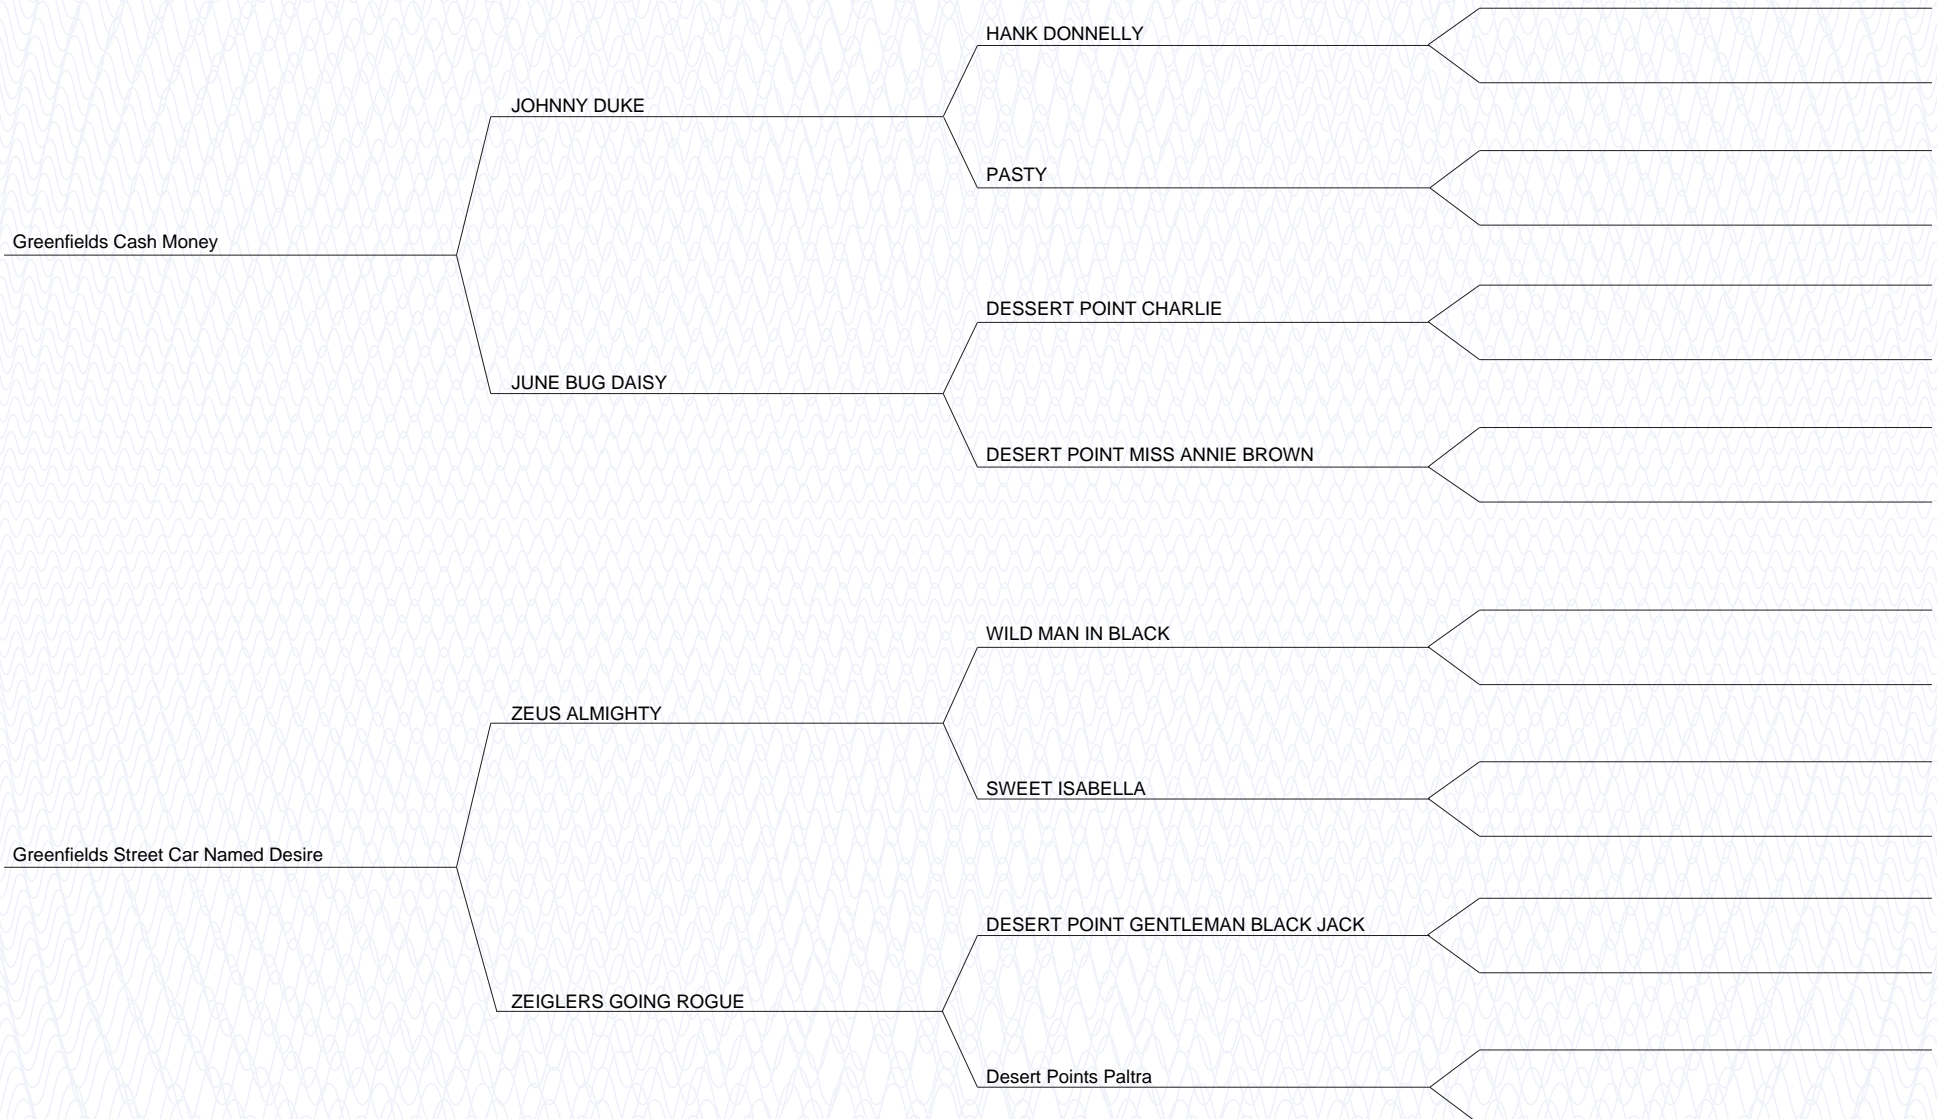 HANK DONNELLY
JOHNNY DUKE
PASTY
Greenfields Cash Money
DESSERT POINT CHARLIE
JUNE BUG DAISY
DESERT POINT MISS ANNIE BROWN
WILD MAN IN BLACK
ZEUS ALMIGHTY
SWEET ISABELLA
Greenfields Street Car Named Desire
DESERT POINT GENTLEMAN BLACK JACK
ZEIGLERS GOING ROGUE
Desert Points Paltra